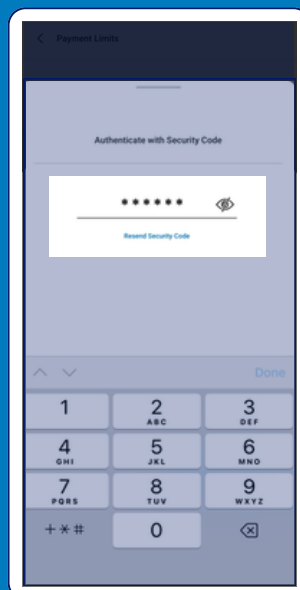 Payment Limits
Authenticate with Security Code
******
Resend Security Code
Done
1
2
ABC
3
DEF
4
GHI
5
JKL
6
MNO
7
PQRS
8
TUV
9
WXYZ
+*#
0